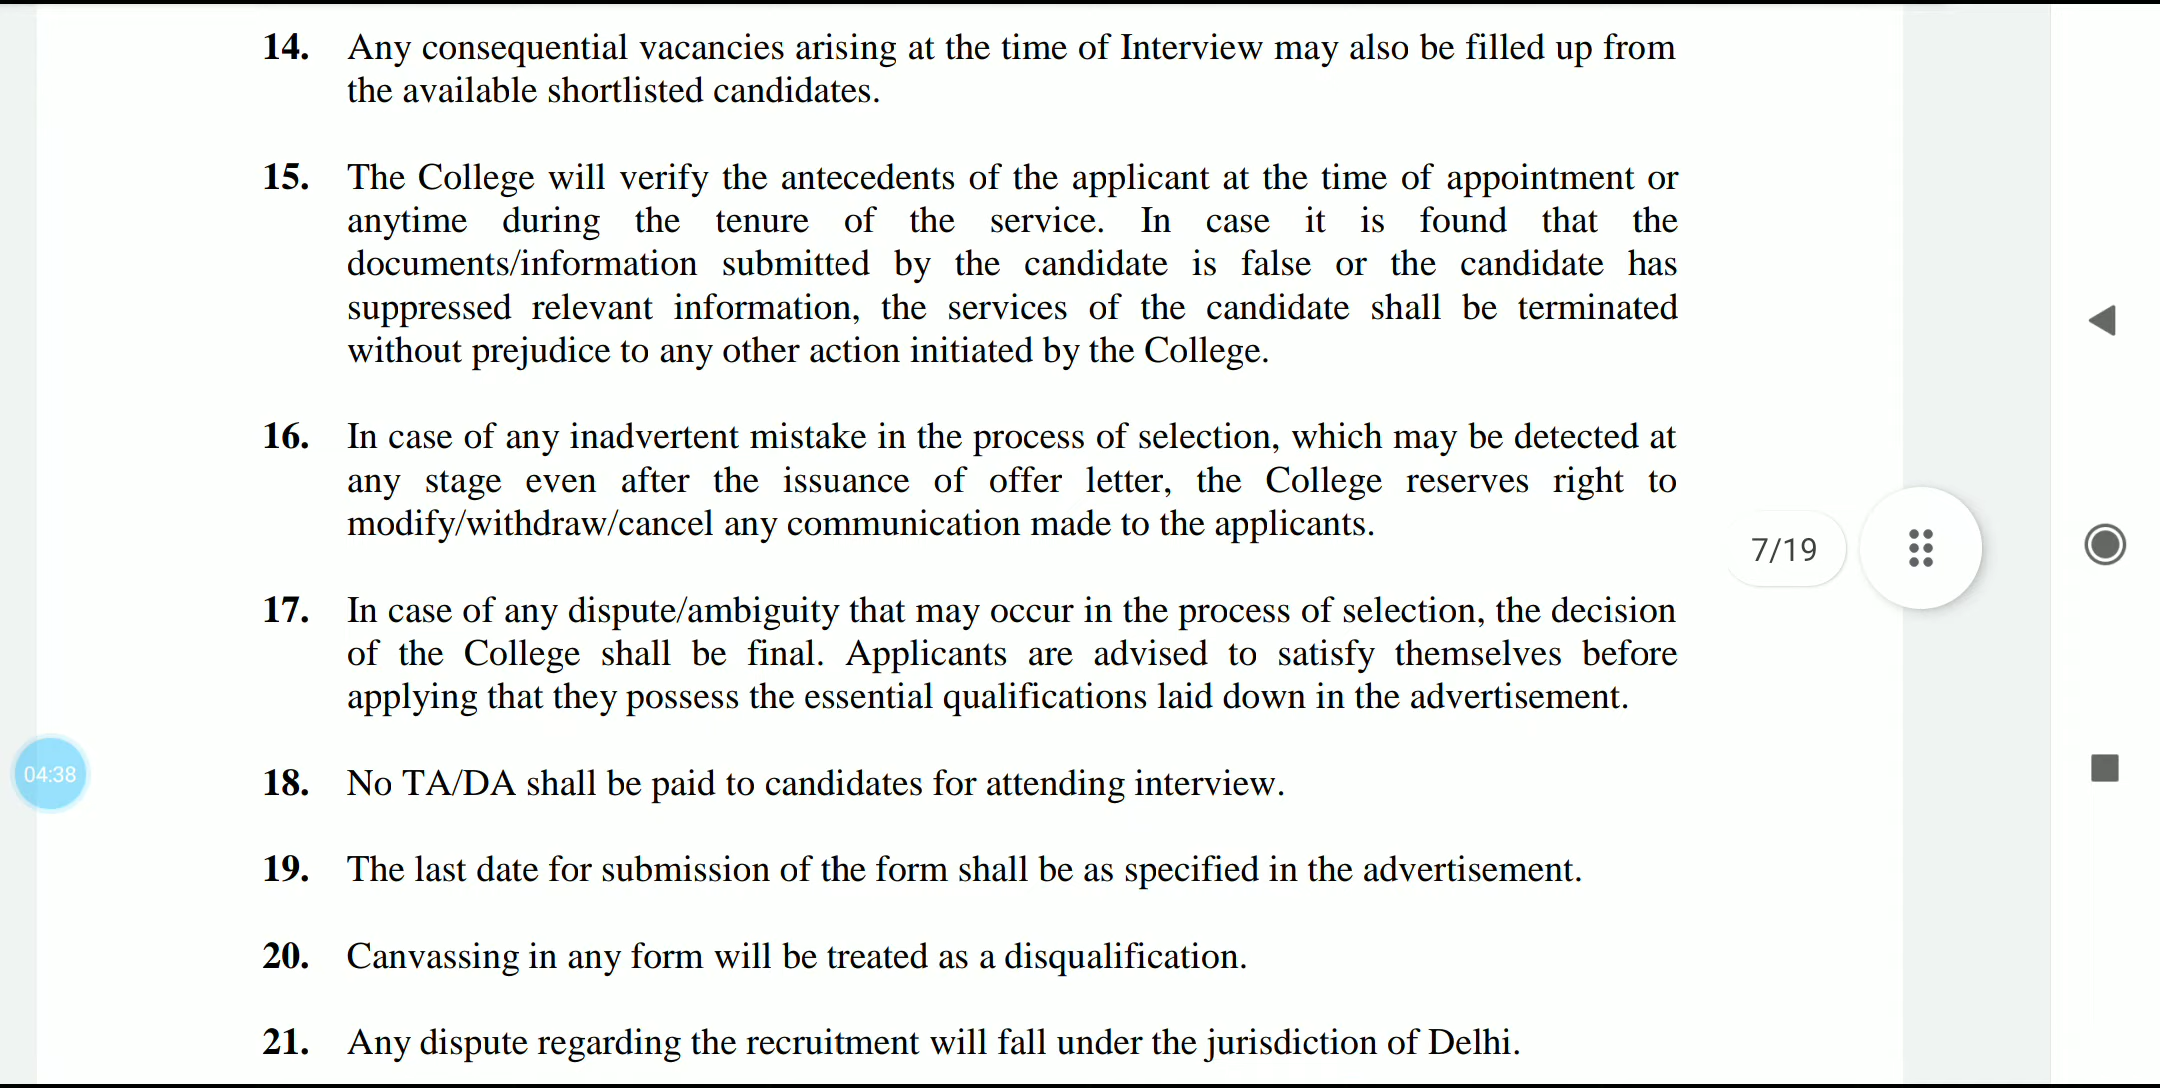 14. Any consequential vacancies arising at the time of Interview may also be filled up from
the available shortlisted candidates.
15. The College will verify the antecedents of the applicant at the time of appointment or
anytime during the tenure of the service. In case it is found that the
documents/information submitted by the candidate is false or the candidate has
suppressed relevant information, the services of the candidate shall be terminated
without prejudice to any other action initiated by the College.
16. In case of any inadvertent mistake in the process of selection, which may be detected at
any stage even after the issuance of offer letter, the College reserves right to
modify/withdraw/cancel any communication made to the applicants.
7/19
17. In case of any dispute/ambiguity that may occur in the process of selection, the decision
of the College shall be final. Applicants are advised to satisfy themselves before
applying that they possess the essential qualifications laid down in the advertisement.
04:38
18. No TA/DA shall be paid to candidates for attending interview.
19. The last date for submission of the form shall be as specified in the advertisement.
20. Canvassing in any form will be treated as a disqualification.
21. Any dispute regarding the recruitment will fall under the jurisdiction of Delhi.